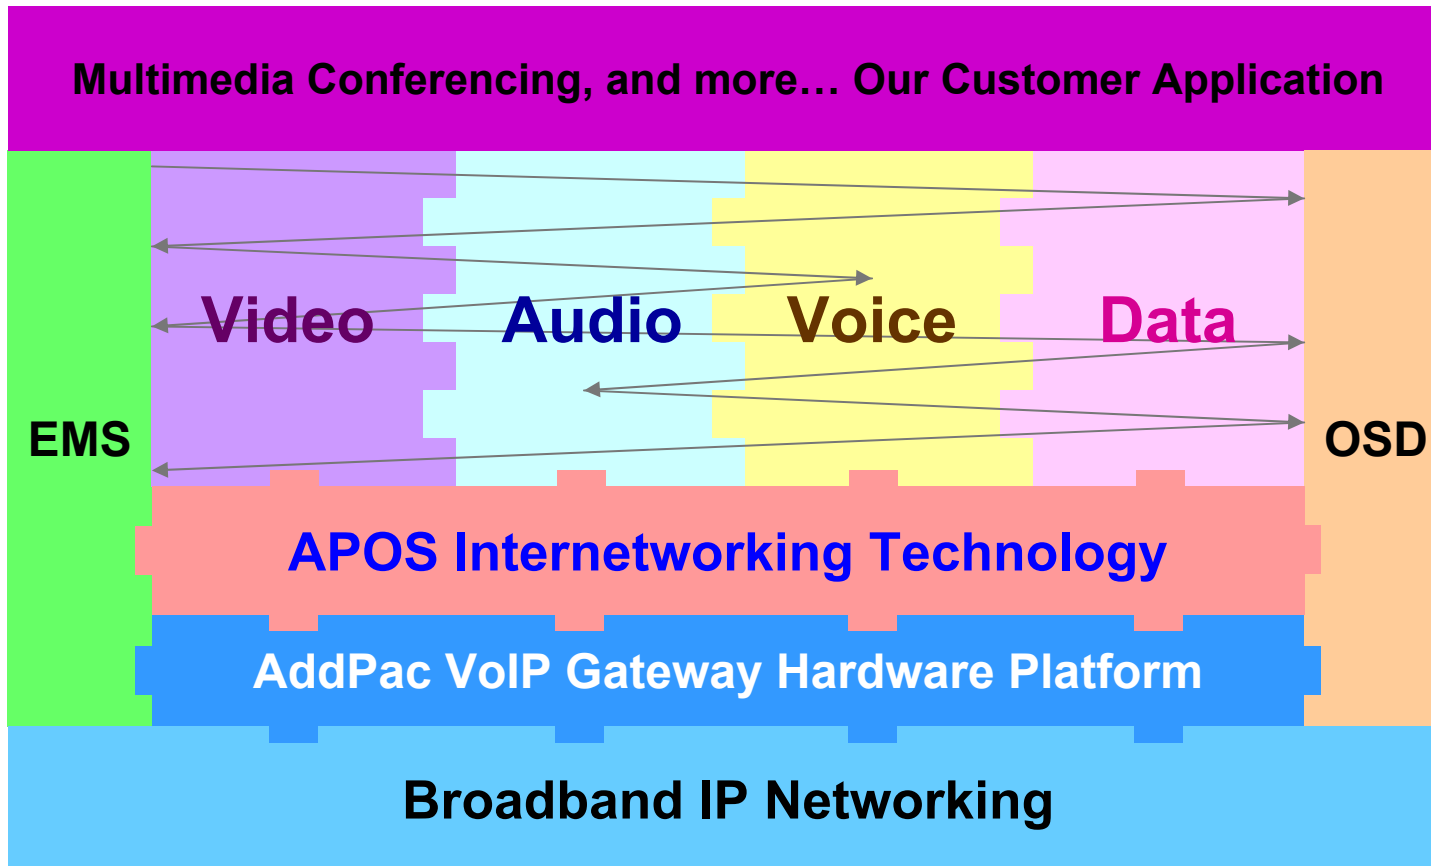 Multimedia Conferencing, and more… Our Customer Application
Video Audio Voice Data
EMS OSD
APOS Internetworking Technology
AddPac VoIP Gateway Hardware Platform
Broadband IP Networking